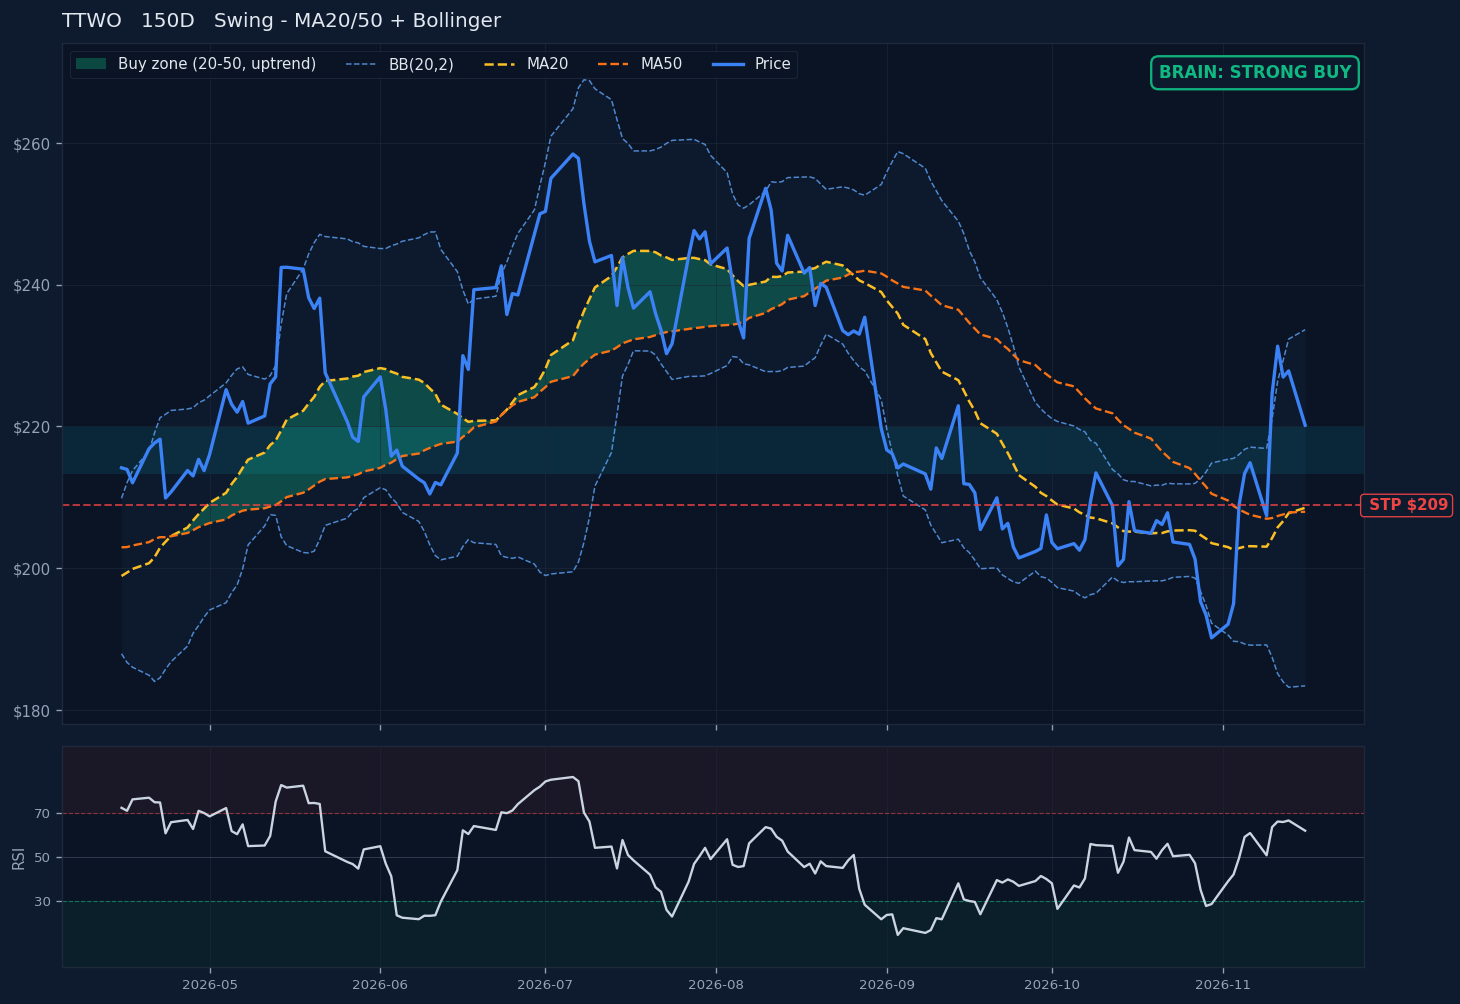 TTWO   150D   Swing - MA20/50 + Bollinger
Buy zone (20-50, uptrend)   BB(20,2)   MA20   MA50   Price
BRAIN: STRONG BUY
$260
$240
$220
STP $209
$200
$180
70
50
30
RSI
2026-05   2026-06   2026-07   2026-08   2026-09   2026-10   2026-11